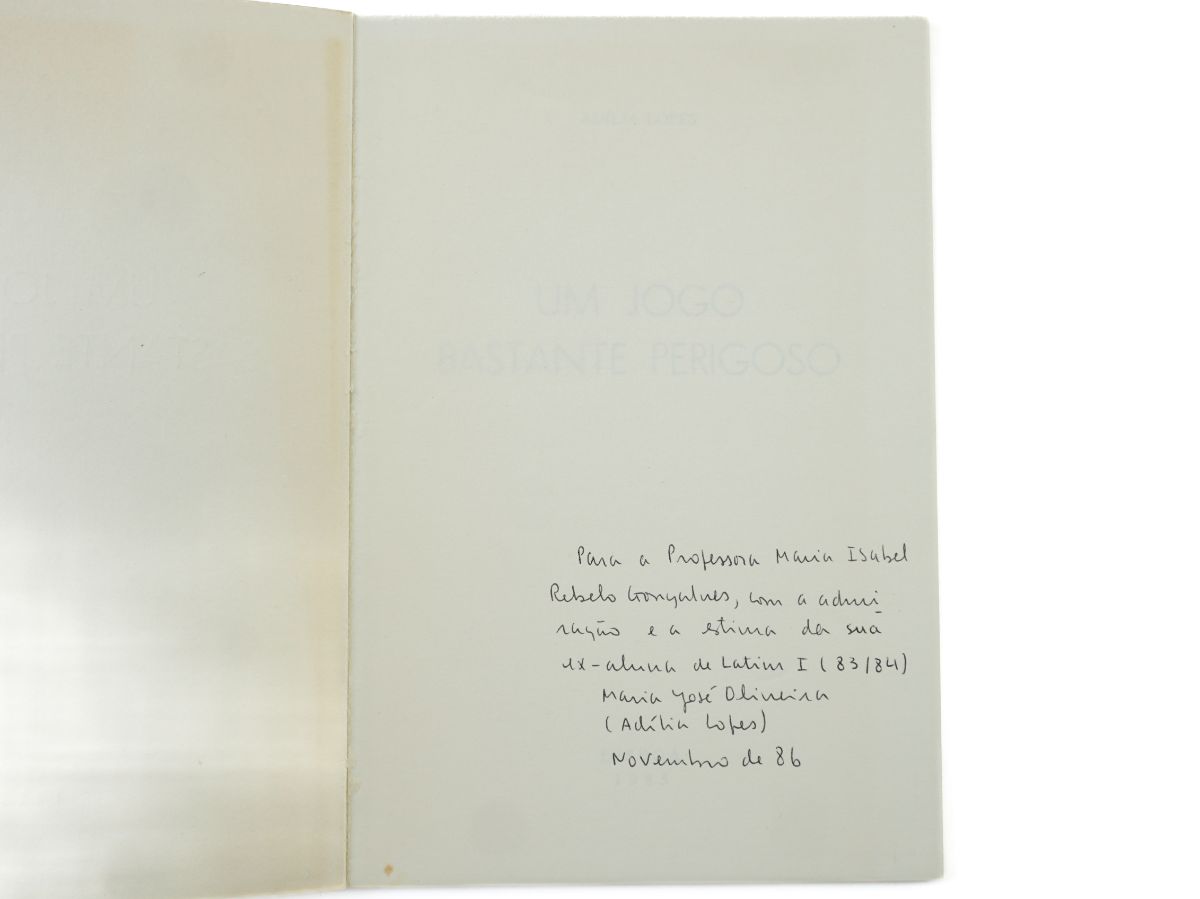 ADÍLIA LOPES
UM JOGO
BASTANTE PERIGOSO
Para a Professora Maria Isabel
Rebelo Gonçalves, com a admi
ração e a estima da sua
ex-aluna de Latim I (83/84)
Maria José Oliveira
(Adília Lopes)
Novembro de 86
1985